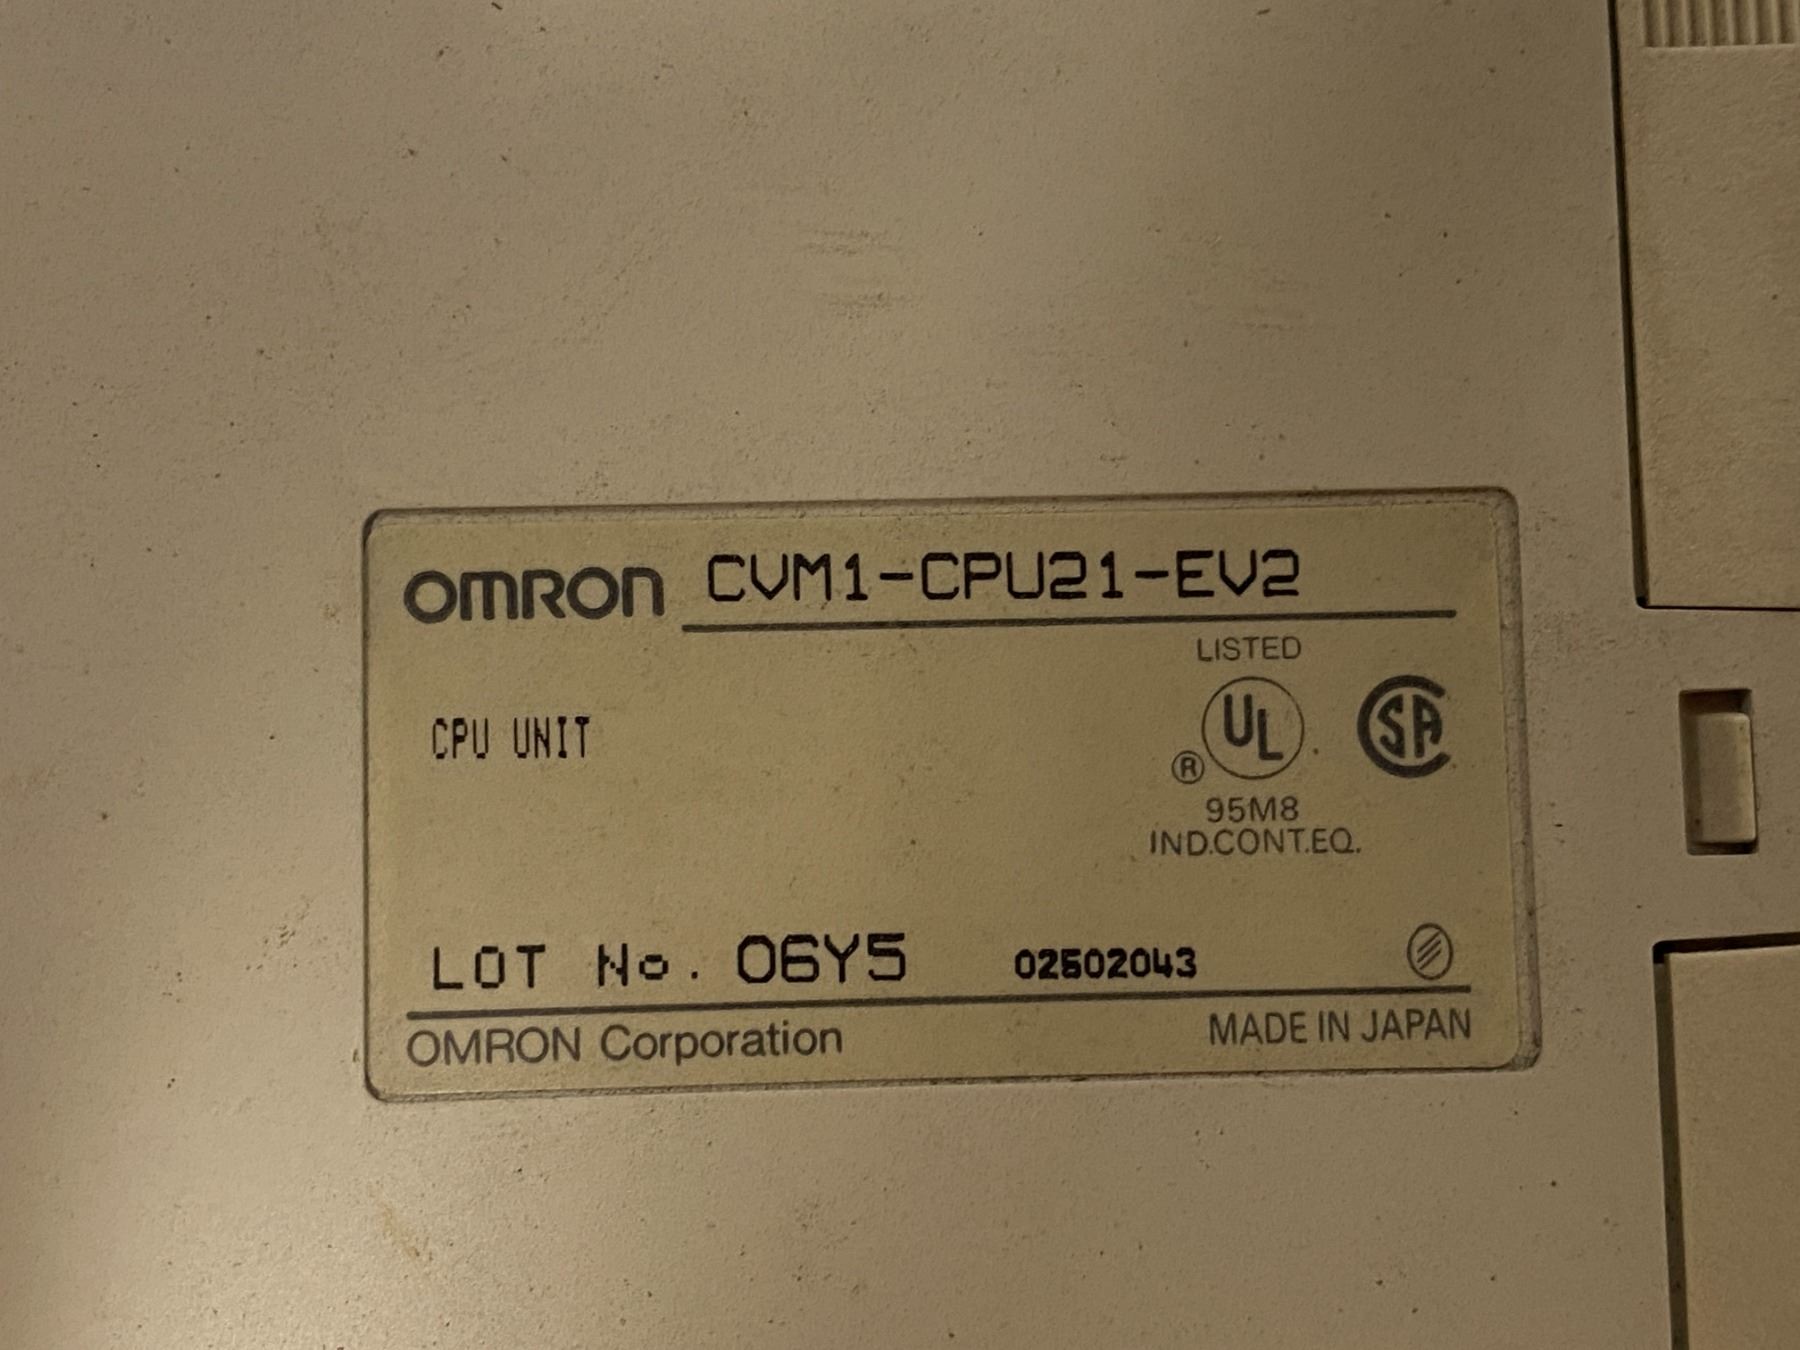 OMRON CVM1-CPU21-EV2
LISTED
CPU UNIT
UL ® SA
95M8
IND.CONT.EQ.
LOT No. 06Y5 02502043
OMRON Corporation MADE IN JAPAN